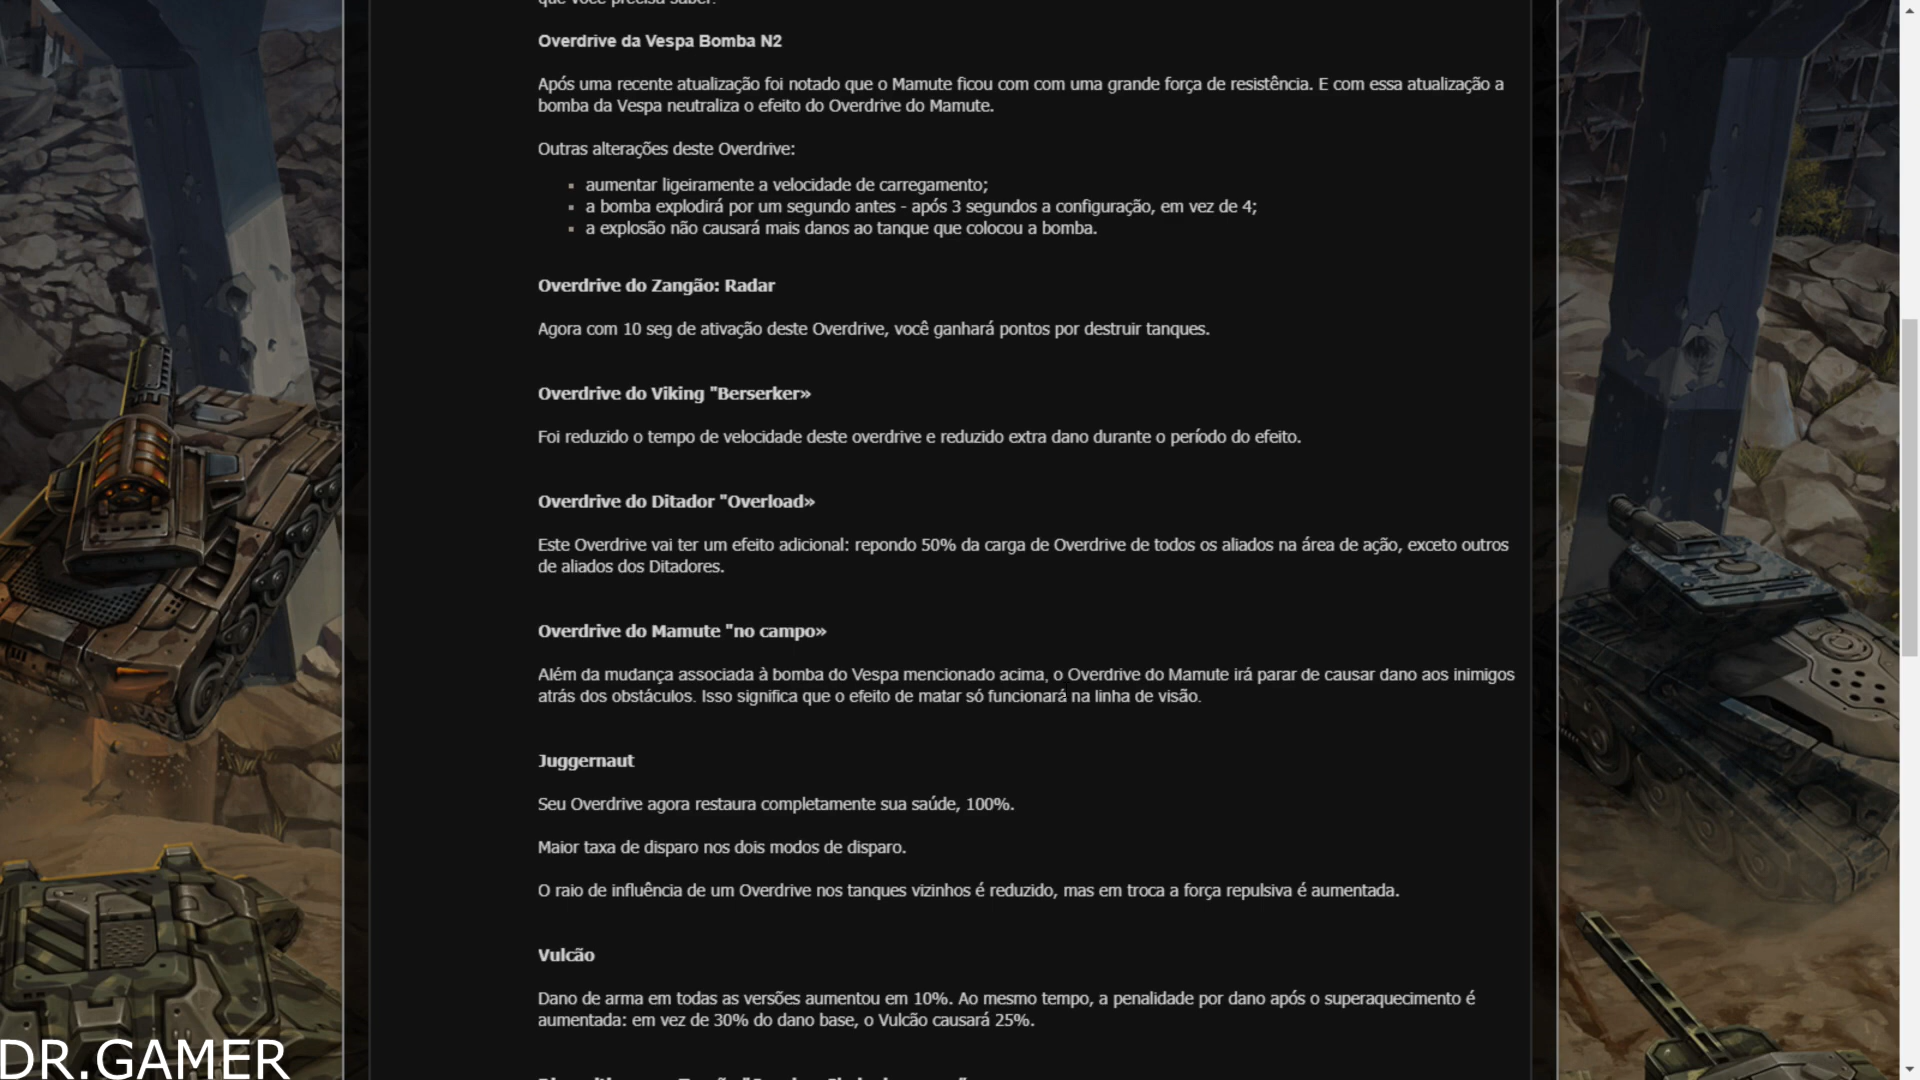 que você precisa saber.
Overdrive da Vespa Bomba N2
Após uma recente atualização foi notado que o Mamute ficou com com uma grande força de resistência. E com essa atualização a
bomba da Vespa neutraliza o efeito do Overdrive do Mamute.
Outras alterações deste Overdrive:
aumentar ligeiramente a velocidade de carregamento;
a bomba explodirá por um segundo antes - após 3 segundos a configuração, em vez de 4;
a explosão não causará mais danos ao tanque que colocou a bomba.
Overdrive do Zangão: Radar
Agora com 10 seg de ativação deste Overdrive, você ganhará pontos por destruir tanques.
Overdrive do Viking "Berserker»
Foi reduzido o tempo de velocidade deste overdrive e reduzido extra dano durante o período do efeito.
Overdrive do Ditador "Overload»
Este Overdrive vai ter um efeito adicional: repondo 50% da carga de Overdrive de todos os aliados na área de ação, exceto outros
de aliados dos Ditadores.
Overdrive do Mamute "no campo»
Além da mudança associada à bomba do Vespa mencionado acima, o Overdrive do Mamute irá parar de causar dano aos inimigos
atrás dos obstáculos. Isso significa que o efeito de matar só funcionará na linha de visão.
Juggernaut
Seu Overdrive agora restaura completamente sua saúde, 100%.
Maior taxa de disparo nos dois modos de disparo.
O raio de influência de um Overdrive nos tanques vizinhos é reduzido, mas em troca a força repulsiva é aumentada.
Vulcão
Dano de arma em todas as versões aumentou em 10%. Ao mesmo tempo, a penalidade por dano após o superaquecimento é
aumentada: em vez de 30% do dano base, o Vulcão causará 25%.
DR.GAMER